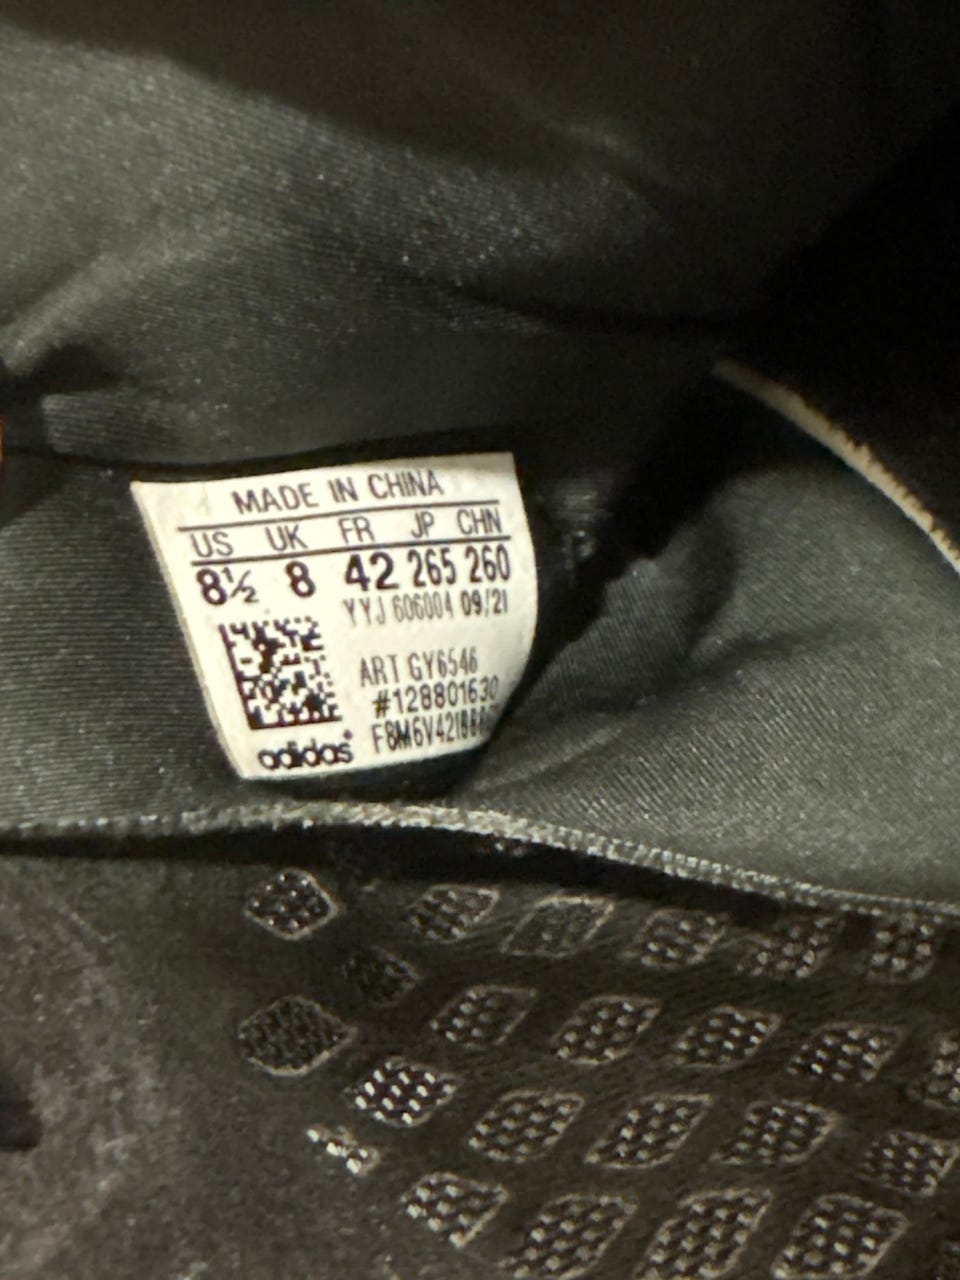 MADE IN CHINA
US UK FR JP CHN
8½ 8 42 265 260
YYJ 606004 09/21
ART GY6546
#128801630
adidas